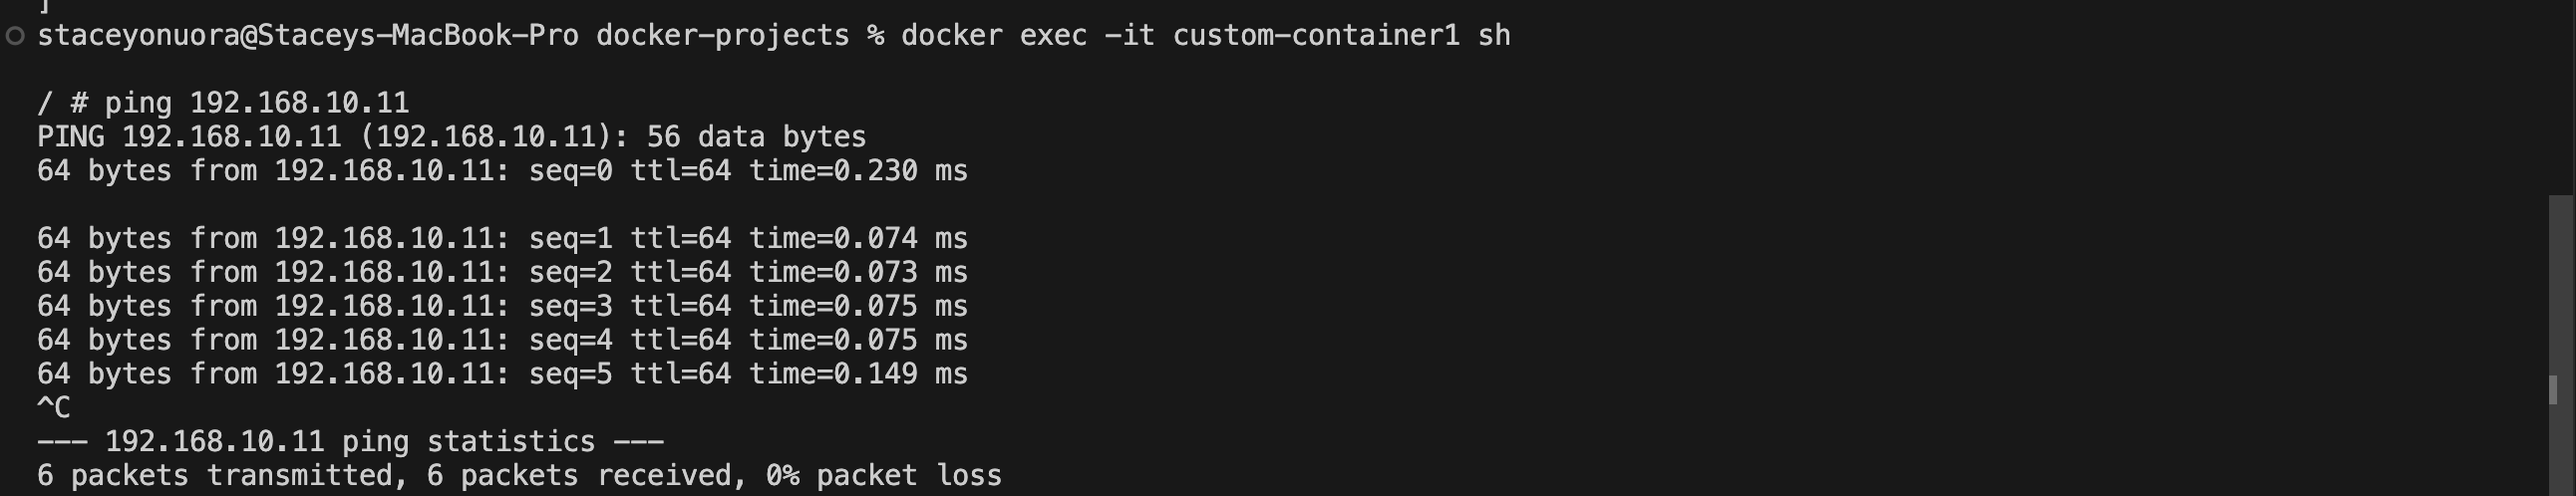 ]
staceyonuora@Staceys-MacBook-Pro docker-projects % docker exec -it custom-container1 sh
/ # ping 192.168.10.11
PING 192.168.10.11 (192.168.10.11): 56 data bytes
64 bytes from 192.168.10.11: seq=0 ttl=64 time=0.230 ms
64 bytes from 192.168.10.11: seq=1 ttl=64 time=0.074 ms
64 bytes from 192.168.10.11: seq=2 ttl=64 time=0.073 ms
64 bytes from 192.168.10.11: seq=3 ttl=64 time=0.075 ms
64 bytes from 192.168.10.11: seq=4 ttl=64 time=0.075 ms
64 bytes from 192.168.10.11: seq=5 ttl=64 time=0.149 ms
^C
--- 192.168.10.11 ping statistics ---
6 packets transmitted, 6 packets received, 0% packet loss